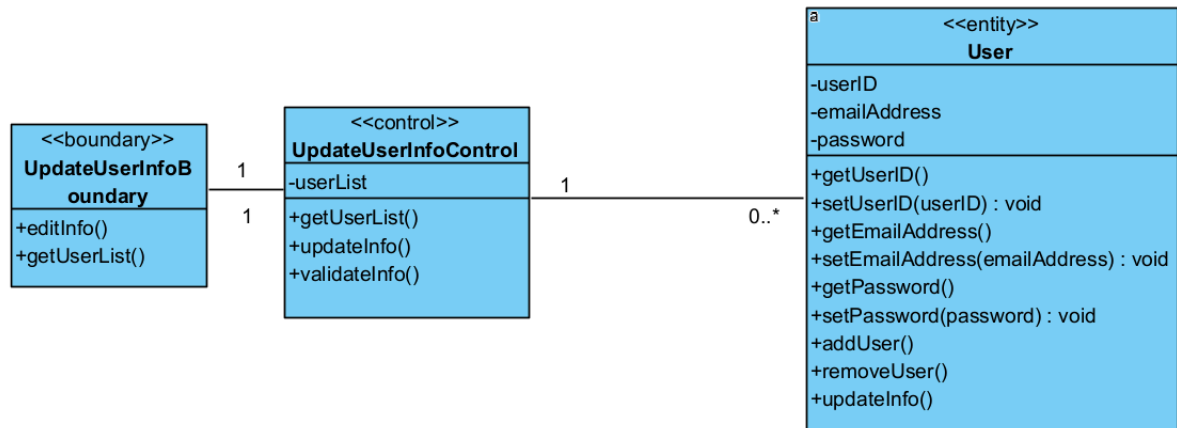 <<boundary>>
UpdateUserInfoB
oundary
+editInfo()
+getUserList()
1
1
<<control>>
UpdateUserInfoControl
-userList
+getUserList()
+updateInfo()
+validateInfo()
1
0..*
a
<<entity>>
User
-userID
-emailAddress
-password
+getUserID()
+setUserID(userID) : void
+getEmailAddress()
+setEmailAddress(emailAddress) : void
+getPassword()
+setPassword(password) : void
+addUser()
+removeUser()
+updateInfo()